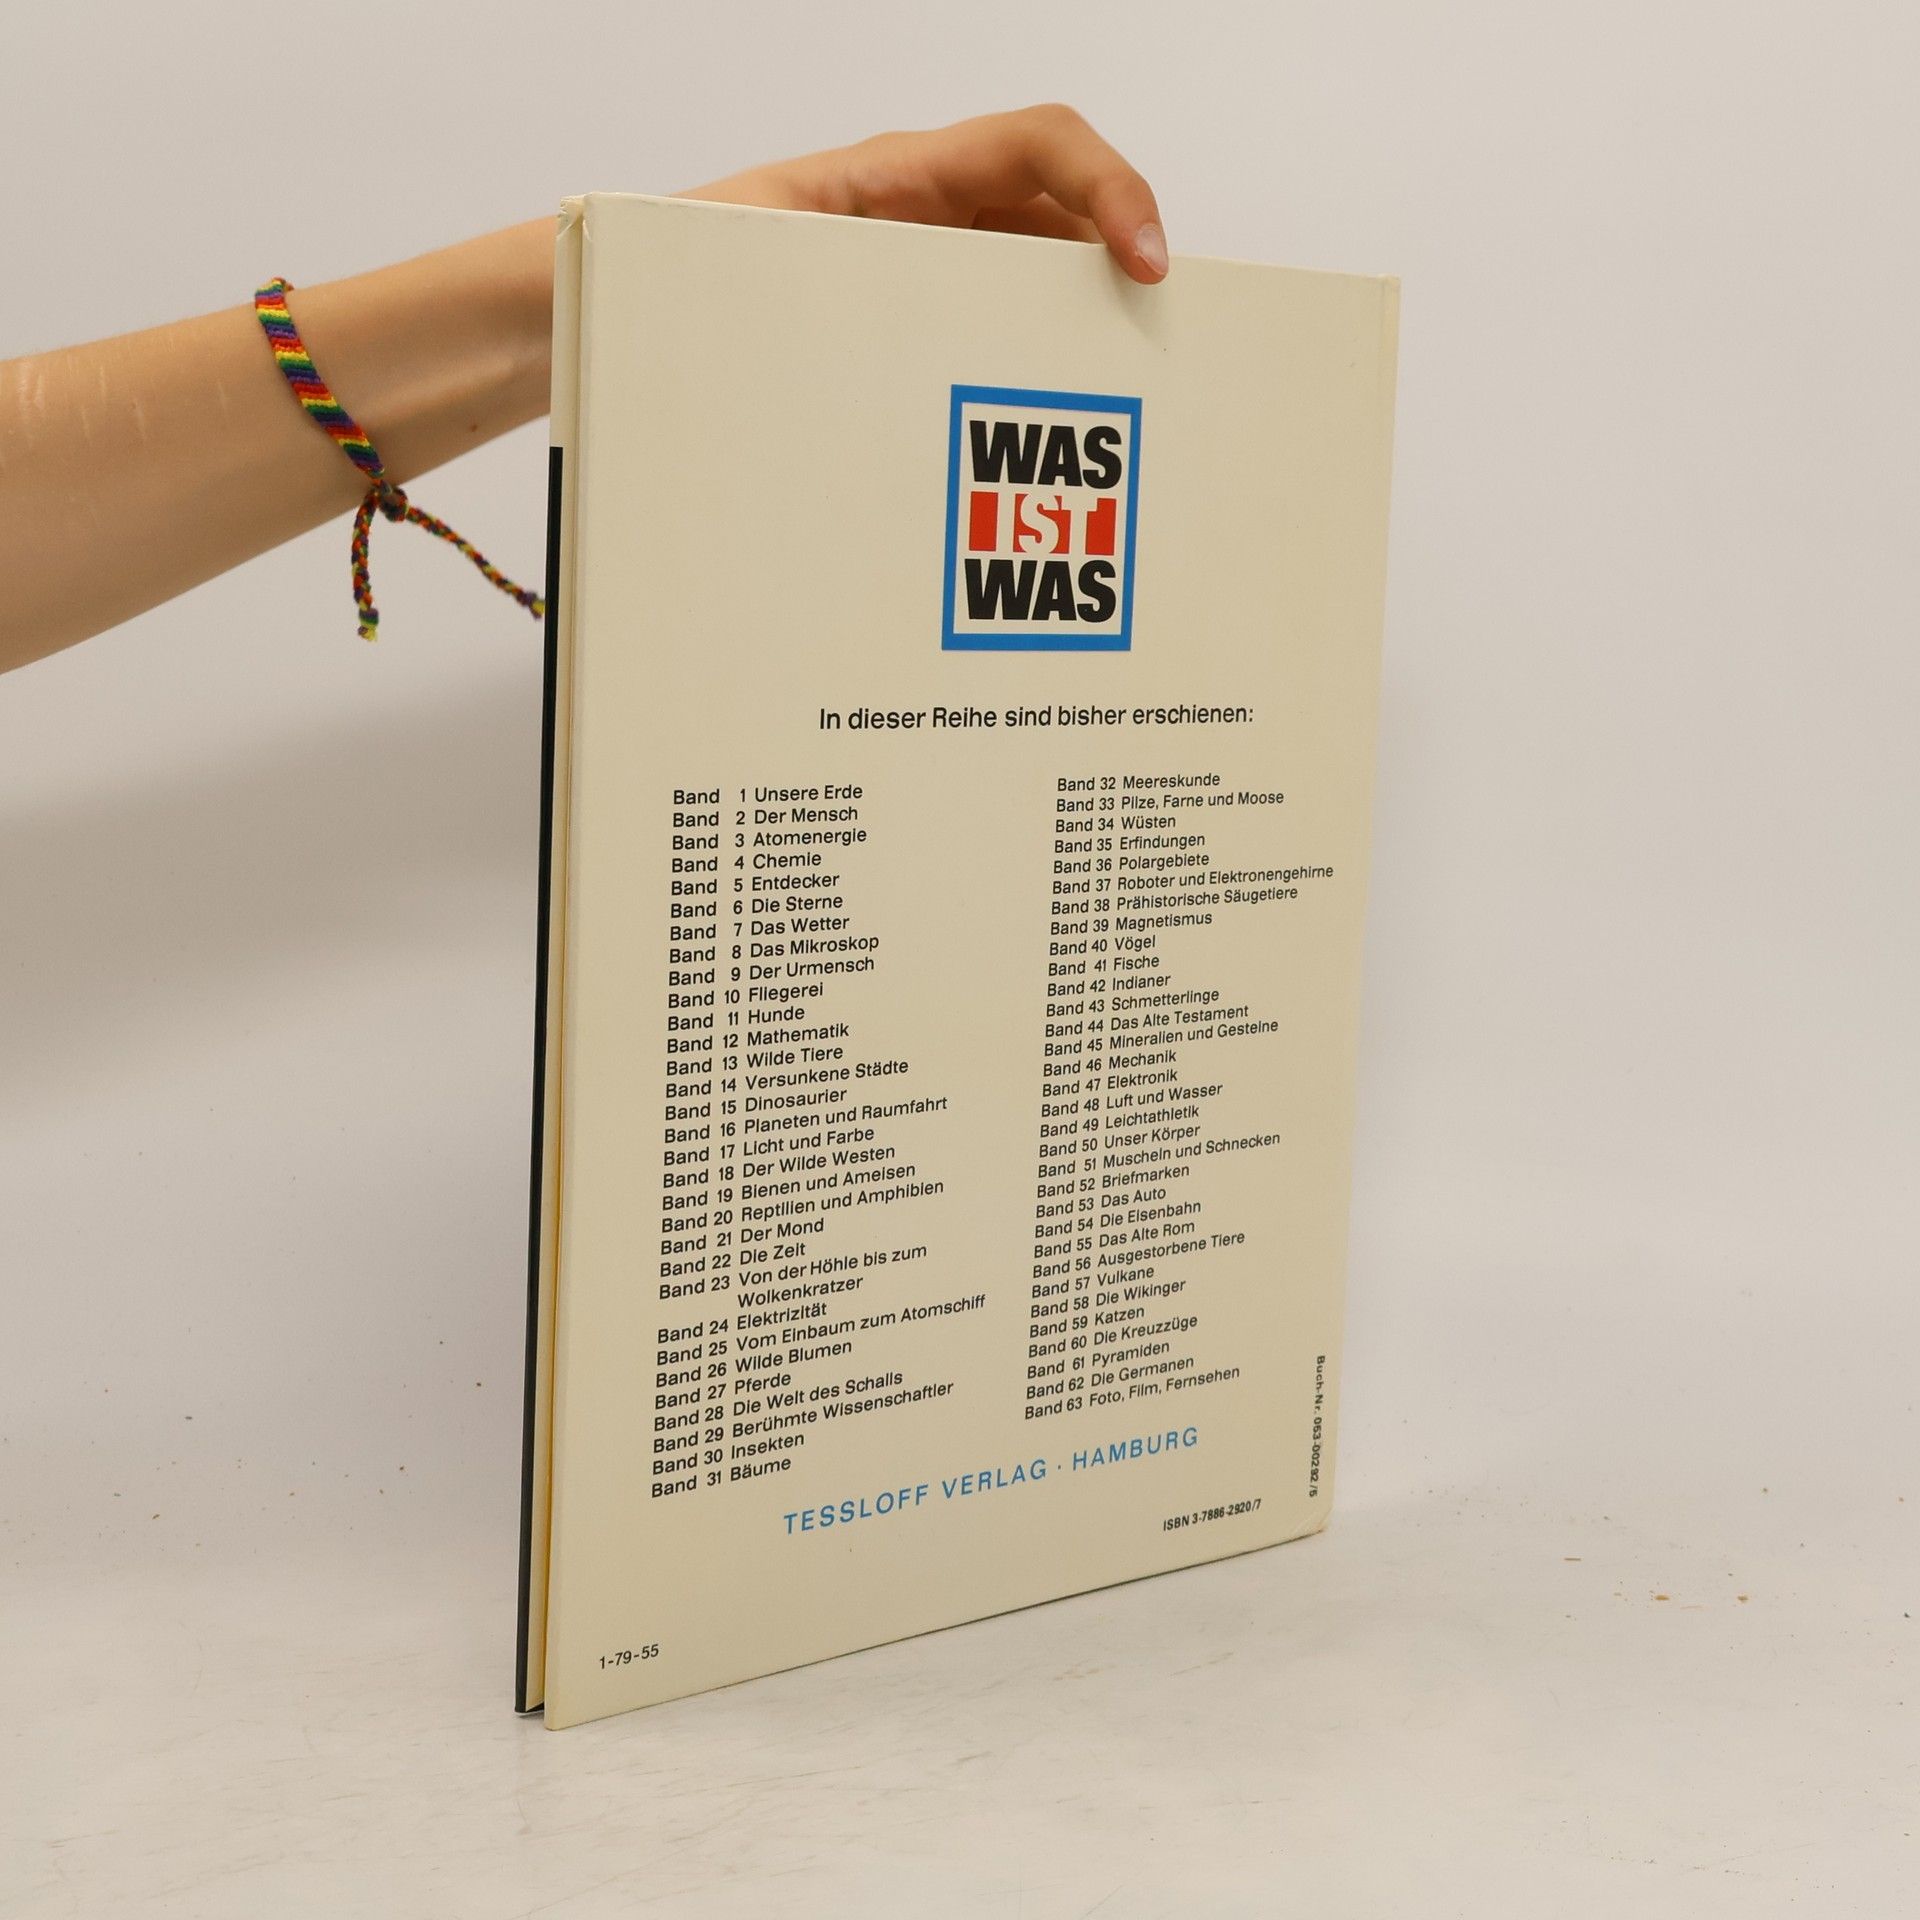 WAS
IST
WAS
In dieser Reihe sind bisher erschienen:
Band 1 Unsere Erde
Band 2 Der Mensch
Band 3 Atomenergie
Band 4 Chemie
Band 5 Entdecker
Band 6 Die Sterne
Band 7 Das Wetter
Band 8 Das Mikroskop
Band 9 Der Urmensch
Band 10 Fliegerei
Band 11 Hunde
Band 12 Mathematik
Band 13 Wilde Tiere
Band 14 Versunkene Städte
Band 15 Dinosaurier
Band 16 Planeten und Raumfahrt
Band 17 Licht und Farbe
Band 18 Der Wilde Westen
Band 19 Bienen und Ameisen
Band 20 Reptilien und Amphibien
Band 21 Der Mond
Band 22 Die Zeit
Band 23 Von der Höhle bis zum
Wolkenkratzer
Band 24 Elektrizität
Band 25 Vom Einbaum zum Atomschiff
Band 26 Wilde Blumen
Band 27 Pferde
Band 28 Die Welt des Schalls
Band 29 Berühmte Wissenschaftler
Band 30 Insekten
Band 31 Bäume
Band 32 Meereskunde
Band 33 Pilze, Farne und Moose
Band 34 Wüsten
Band 35 Erfindungen
Band 36 Polargebiete
Band 37 Roboter und Elektronengehirne
Band 38 Prähistorische Säugetiere
Band 39 Magnetismus
Band 40 Vögel
Band 41 Fische
Band 42 Indianer
Band 43 Schmetterlinge
Band 44 Das Alte Testament
Band 45 Mineralien und Gesteine
Band 46 Mechanik
Band 47 Elektronik
Band 48 Luft und Wasser
Band 49 Leichtathletik
Band 50 Unser Körper
Band 51 Muscheln und Schnecken
Band 52 Briefmarken
Band 53 Das Auto
Band 54 Die Eisenbahn
Band 55 Das Alte Rom
Band 56 Ausgestorbene Tiere
Band 57 Vulkane
Band 58 Die Wikinger
Band 59 Katzen
Band 60 Die Kreuzzüge
Band 61 Pyramiden
Band 62 Die Germanen
Band 63 Foto, Film, Fernsehen
TESSLOFF VERLAG · HAMBURG
ISBN 3-7886-2920/7
Buch-Nr. 053-00292/6
1-79-55